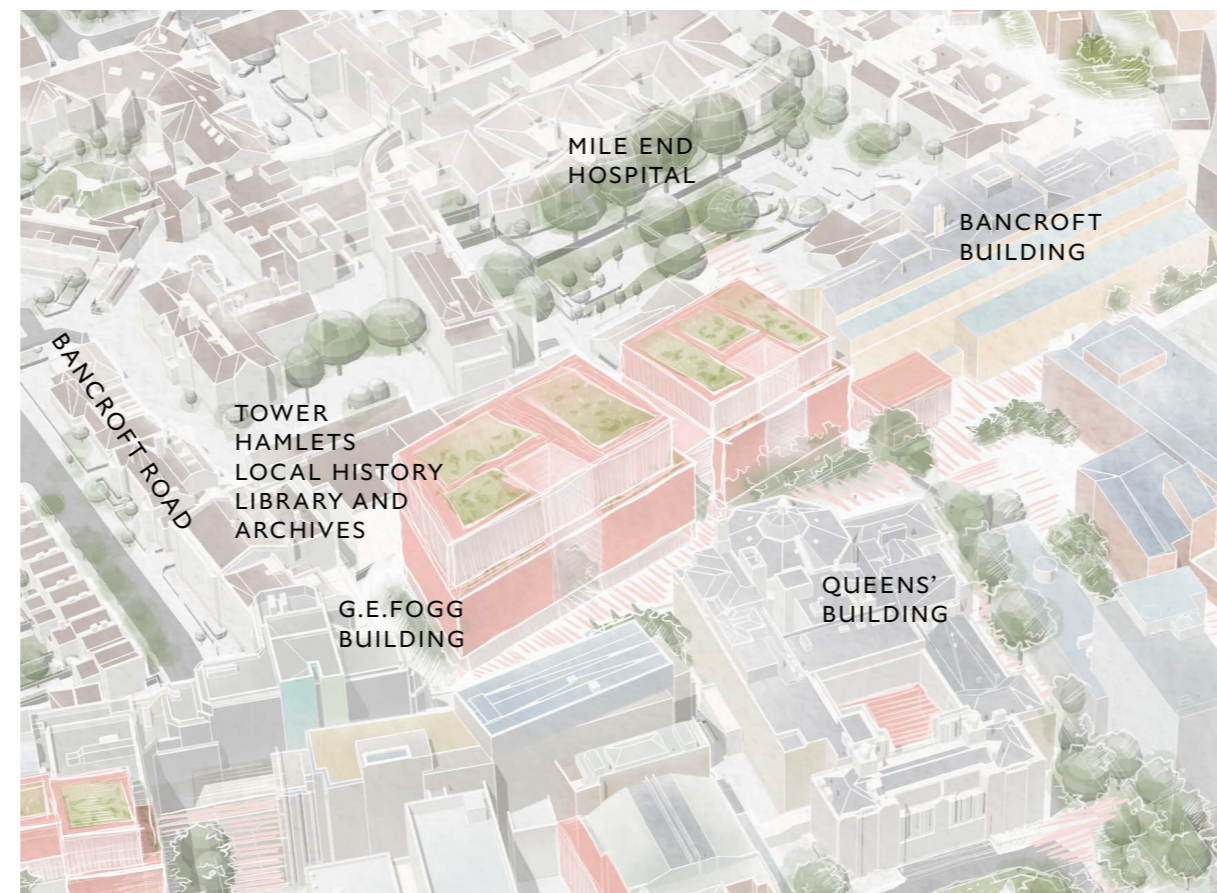 MILE END
HOSPITAL
BANCROFT
BUILDING
BANCROFT ROAD
TOWER
HAMLETS
LOCAL HISTORY
LIBRARY AND
ARCHIVES
G.E.FOGG
BUILDING
QUEENS’
BUILDING